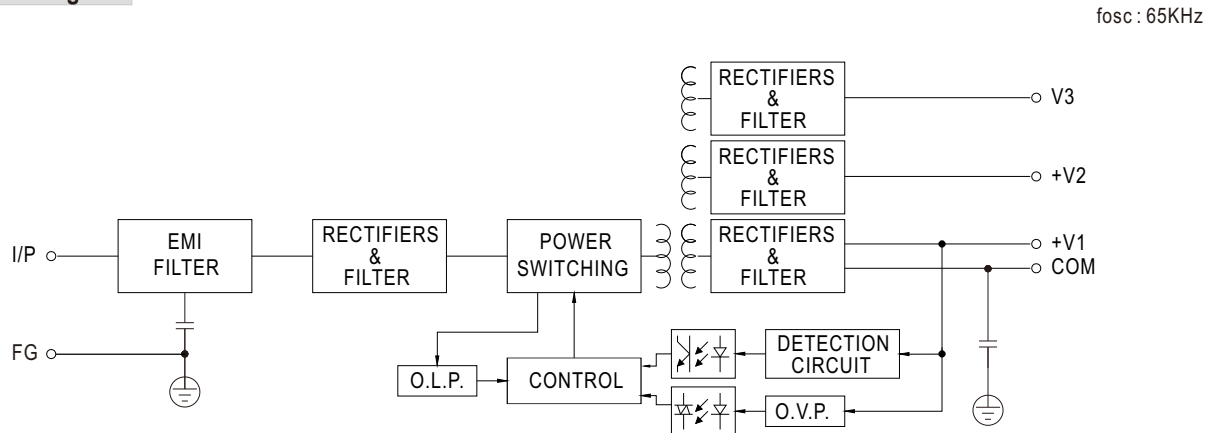 fosc : 65KHz
RECTIFIERS
&
FILTER
V3
RECTIFIERS
&
FILTER
+V2
I/P
EMI
FILTER
RECTIFIERS
&
FILTER
POWER
SWITCHING
RECTIFIERS
&
FILTER
+V1
COM
FG
O.L.P.
CONTROL
DETECTION
CIRCUIT
O.V.P.